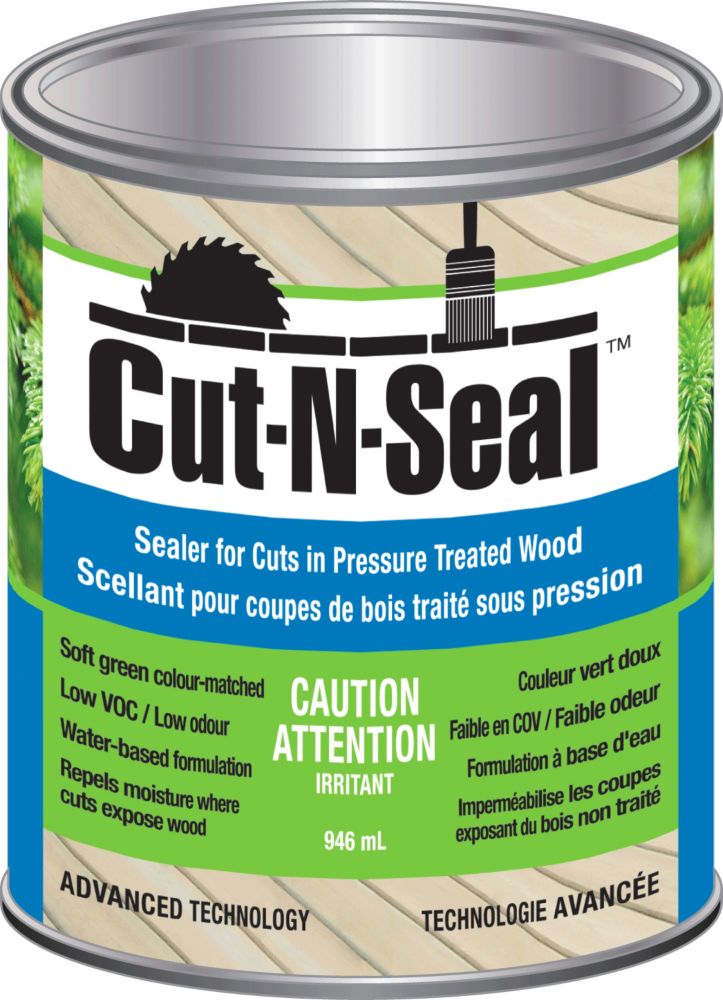 Cut-N-Seal™
Sealer for Cuts in Pressure Treated Wood
Scellant pour coupes de bois traité sous pression
Soft green colour-matched
Low VOC / Low odour
Water-based formulation
Repels moisture where
cuts expose wood
CAUTION
ATTENTION
IRRITANT
946 mL
Couleur vert doux
Faible en COV / Faible odeur
Formulation à base d'eau
Imperméabilise les coupes
exposant du bois non traité
ADVANCED TECHNOLOGY
TECHNOLOGIE AVANCÉE